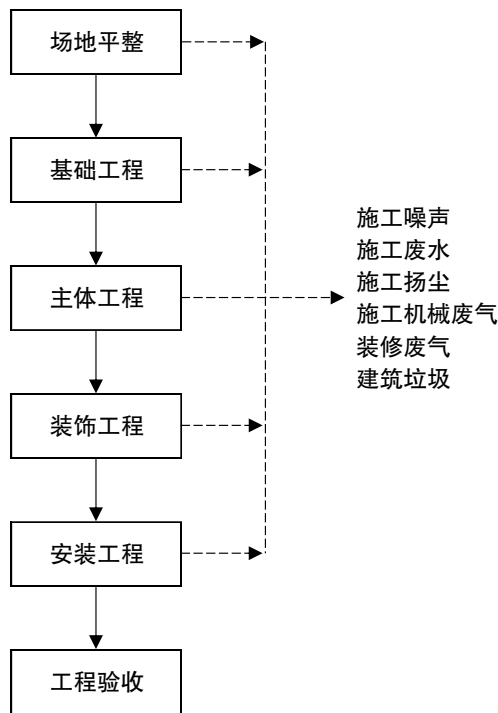 场地平整
基础工程
主体工程
装饰工程
安装工程
工程验收
施工噪声
施工废水
施工扬尘
施工机械废气
装修废气
建筑垃圾